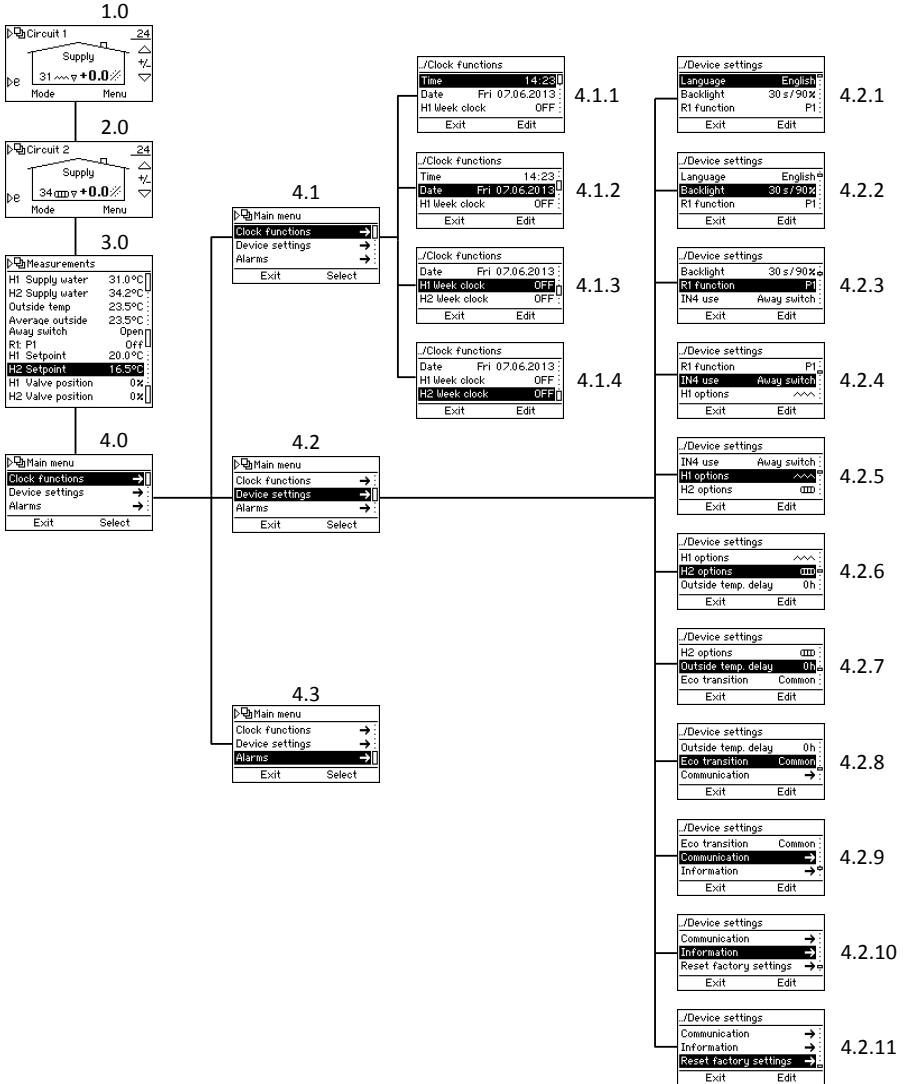 1.0
Circuit 1 24
Supply
+/-
31 +0.0
e
Mode Menu
2.0
Circuit 2 24
Supply
+/-
34 +0.0
e
Mode Menu
3.0
Measurements
H1 Supply water 31.0°C
H2 Supply water 34.2°C
Outside temp 23.5°C
Average outside 23.5°C
Away switch Open
R1: P1 Off
H1 Setpoint 20.0°C
H2 Setpoint 16.5°C
H1 Valve position 0%
H2 Valve position 0%
4.0
Main menu
Clock functions →
Device settings →
Alarms →
Exit Select
4.1
Main menu
Clock functions →
Device settings →
Alarms →
Exit Select
4.2
Main menu
Clock functions →
Device settings →
Alarms →
Exit Select
4.3
Main menu
Clock functions →
Device settings →
Alarms →
Exit Select
../Clock functions
Time 14:23
Date Fri 07.06.2013
H1 Week clock OFF
Exit Edit
4.1.1
../Clock functions
Time 14:23
Date Fri 07.06.2013
H1 Week clock OFF
Exit Edit
4.1.2
../Clock functions
Date Fri 07.06.2013
H1 Week clock OFF
H2 Week clock OFF
Exit Edit
4.1.3
../Clock functions
Date Fri 07.06.2013
H1 Week clock OFF
H2 Week clock OFF
Exit Edit
4.1.4
../Device settings
Language English
Backlight 30 s/90%
R1 function P1
Exit Edit
4.2.1
../Device settings
Language English
Backlight 30 s/90%
R1 function P1
Exit Edit
4.2.2
../Device settings
Backlight 30 s/90%
R1 function P1
IN4 use Away switch
Exit Edit
4.2.3
../Device settings
R1 function P1
IN4 use Away switch
H1 options
Exit Edit
4.2.4
../Device settings
IN4 use Away switch
H1 options
H2 options
Exit Edit
4.2.5
../Device settings
H1 options
H2 options
Outside temp. delay 0h
Exit Edit
4.2.6
../Device settings
H2 options
Outside temp. delay 0h
Eco transition Common
Exit Edit
4.2.7
../Device settings
Outside temp. delay 0h
Eco transition Common
Communication →
Exit Edit
4.2.8
../Device settings
Eco transition Common
Communication →
Information →
Exit Edit
4.2.9
../Device settings
Communication →
Information →
Reset factory settings →
Exit Edit
4.2.10
../Device settings
Communication →
Information →
Reset factory settings →
Exit Edit
4.2.11